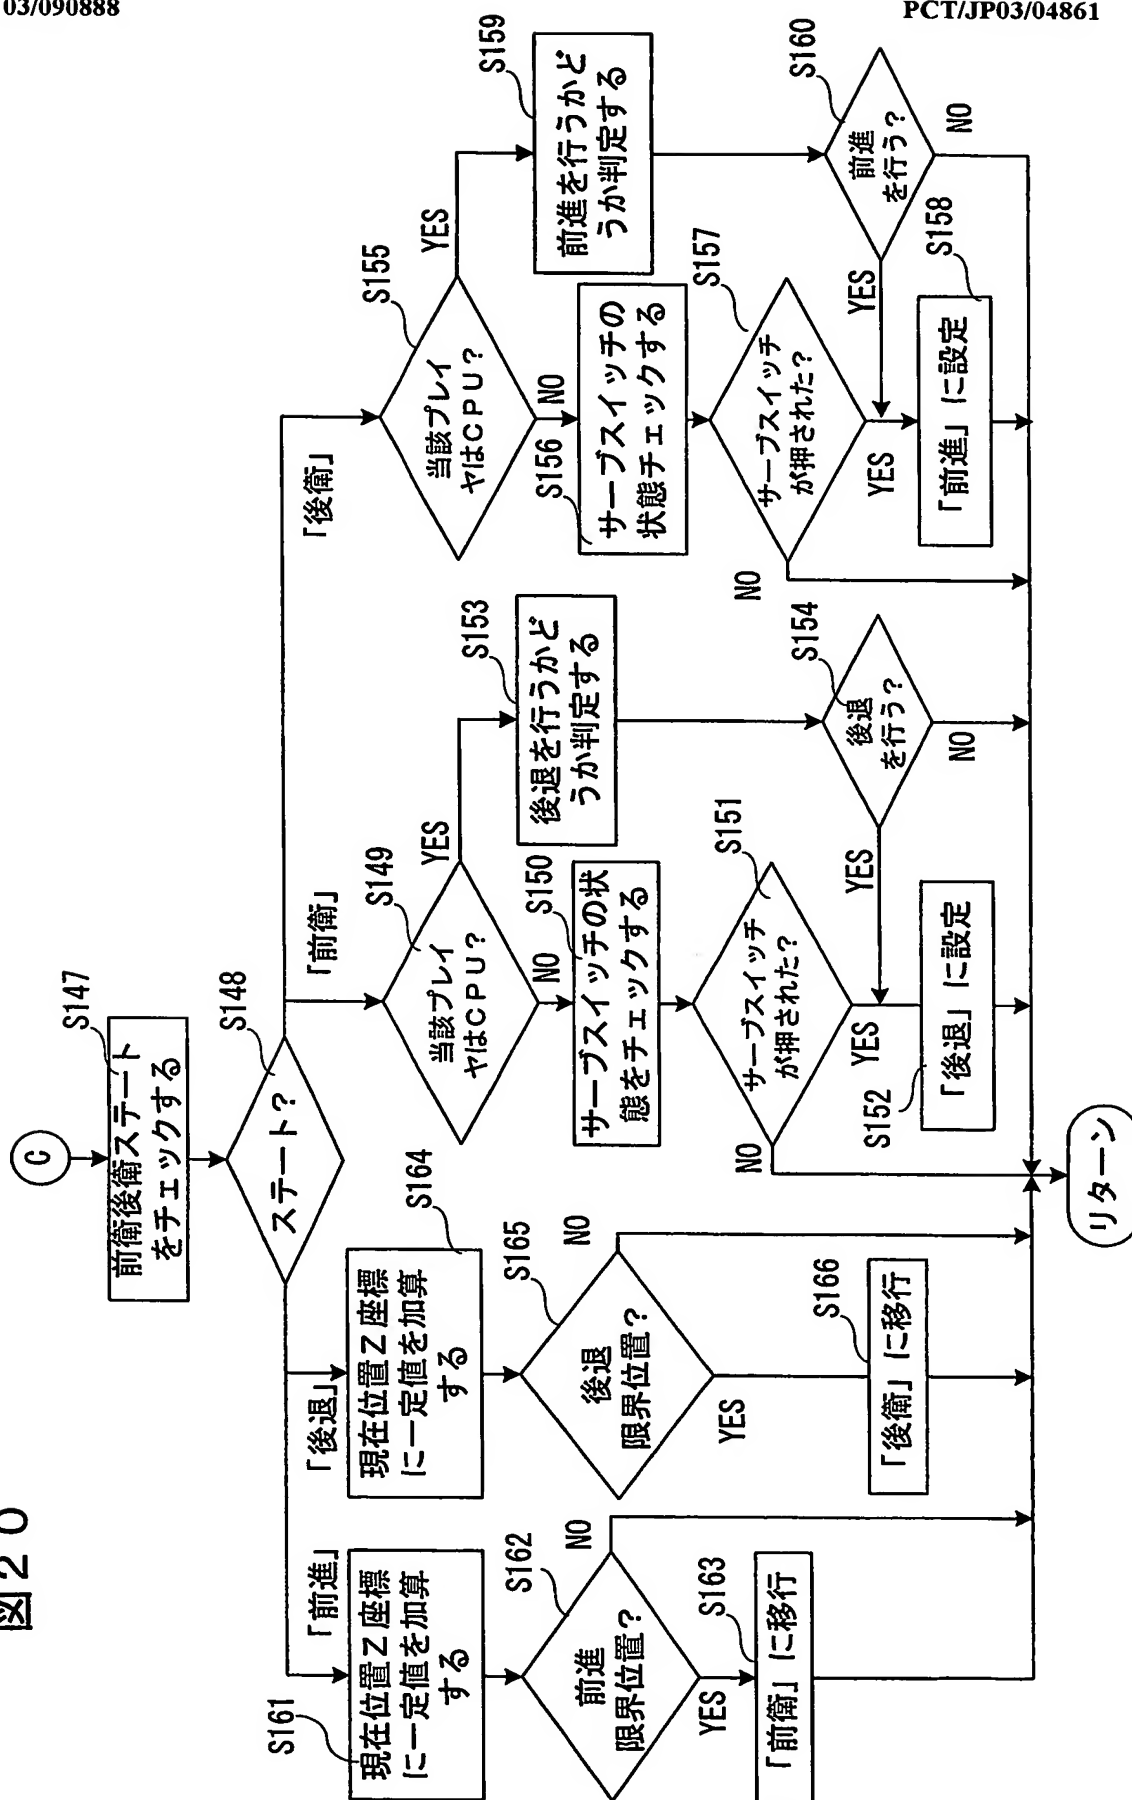 03/090888
PCT/JP03/04861
図20
C
S147
前衛後衛ステート
をチェックする
S148
ステート?
「前進」
「後退」
「前衛」
「後衛」
S161
現在位置Z座標
に一定値を加算
する
S162
前進
限界位置?
NO
YES
S163
「前衛」に移行
S164
現在位置Z座標
に一定値を加算
する
S165
後退
限界位置?
NO
YES
S166
「後衛」に移行
S149
当該プレイ
ヤはCPU?
YES
NO
S150
サーブスイッチの状
態をチェックする
S151
サーブスイッチ
が押された?
NO
YES
S152
「後退」に設定
S153
後退を行うかど
うか判定する
S154
後退
を行う?
YES
NO
S155
当該プレイ
ヤはCPU?
YES
NO
S156
サーブスイッチの
状態チェックする
S157
サーブスイッチ
が押された?
NO
YES
S158
「前進」に設定
S159
前進を行うかど
うか判定する
S160
前進
を行う?
YES
NO
リターン